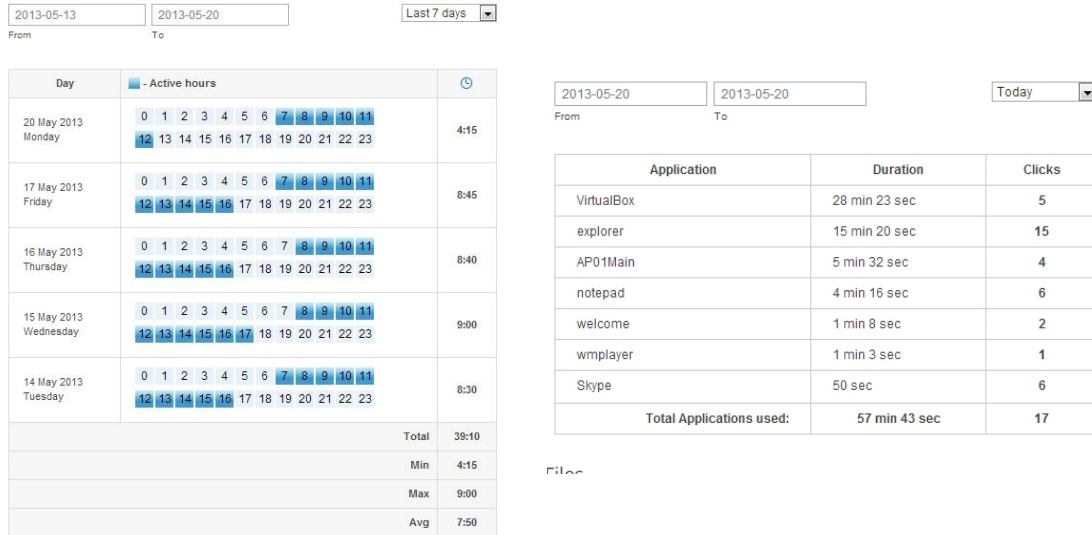 2013-05-13 2013-05-20 Last 7 days
From To
Day - Active hours
20 May 2013
Monday
0 1 2 3 4 5 6 7 8 9 10 11
12 13 14 15 16 17 18 19 20 21 22 23
4:15
17 May 2013
Friday
0 1 2 3 4 5 6 7 8 9 10 11
12 13 14 15 16 17 18 19 20 21 22 23
8:45
16 May 2013
Thursday
0 1 2 3 4 5 6 7 8 9 10 11
12 13 14 15 16 17 18 19 20 21 22 23
8:40
15 May 2013
Wednesday
0 1 2 3 4 5 6 7 8 9 10 11
12 13 14 15 16 17 18 19 20 21 22 23
9:00
14 May 2013
Tuesday
0 1 2 3 4 5 6 7 8 9 10 11
12 13 14 15 16 17 18 19 20 21 22 23
8:30
Total 39:10
Min 4:15
Max 9:00
Avg 7:50
2013-05-20 2013-05-20 Today
From To
Application Duration Clicks
VirtualBox 28 min 23 sec 5
explorer 15 min 20 sec 15
AP01Main 5 min 32 sec 4
notepad 4 min 16 sec 6
welcome 1 min 8 sec 2
wmplayer 1 min 3 sec 1
Skype 50 sec 6
Total Applications used: 57 min 43 sec 17
Files